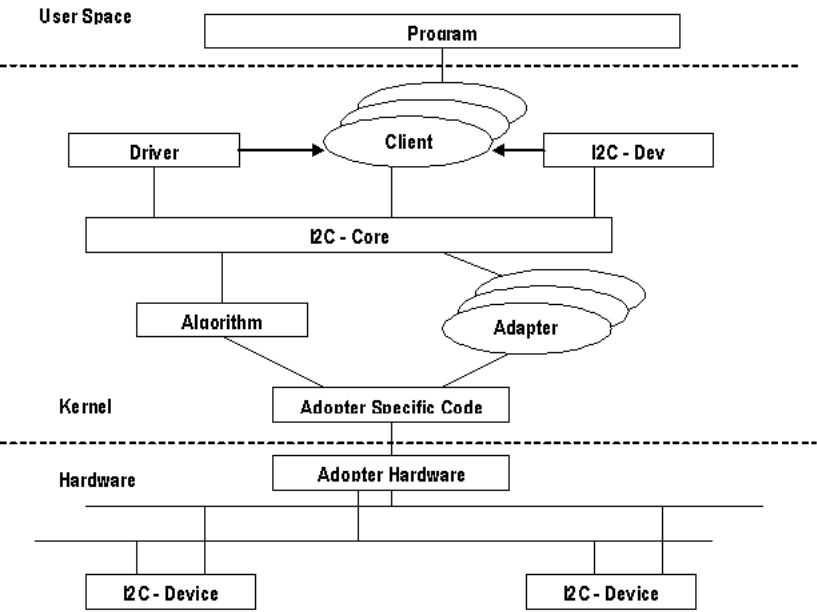 User Space
Program
Client
Driver
I2C - Dev
I2C - Core
Algorithm
Adapter
Kernel
Adopter Specific Code
Adopter Hardware
Hardware
I2C - Device
I2C - Device